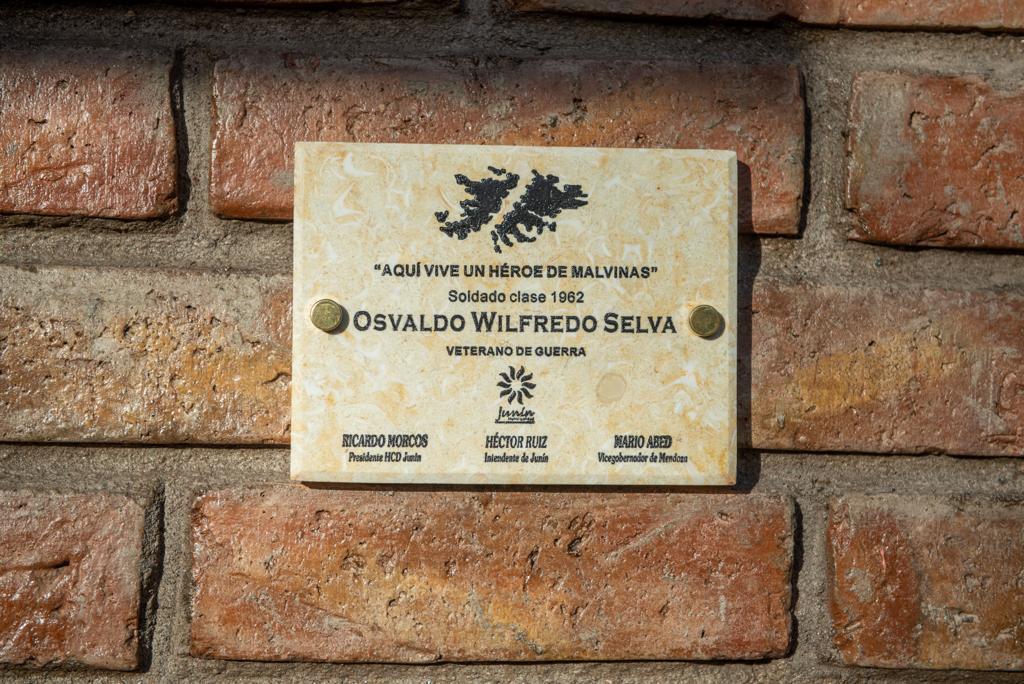 "AQUÍ VIVE UN HÉROE DE MALVINAS"
Soldado clase 1962
OSVALDO WILFREDO SELVA
VETERANO DE GUERRA
Junín
RICARDO MORCOS
Presidente HCD Junín
HÉCTOR RUIZ
Intendente de Junín
MARIO ABED
Vicegobernador de Mendoza